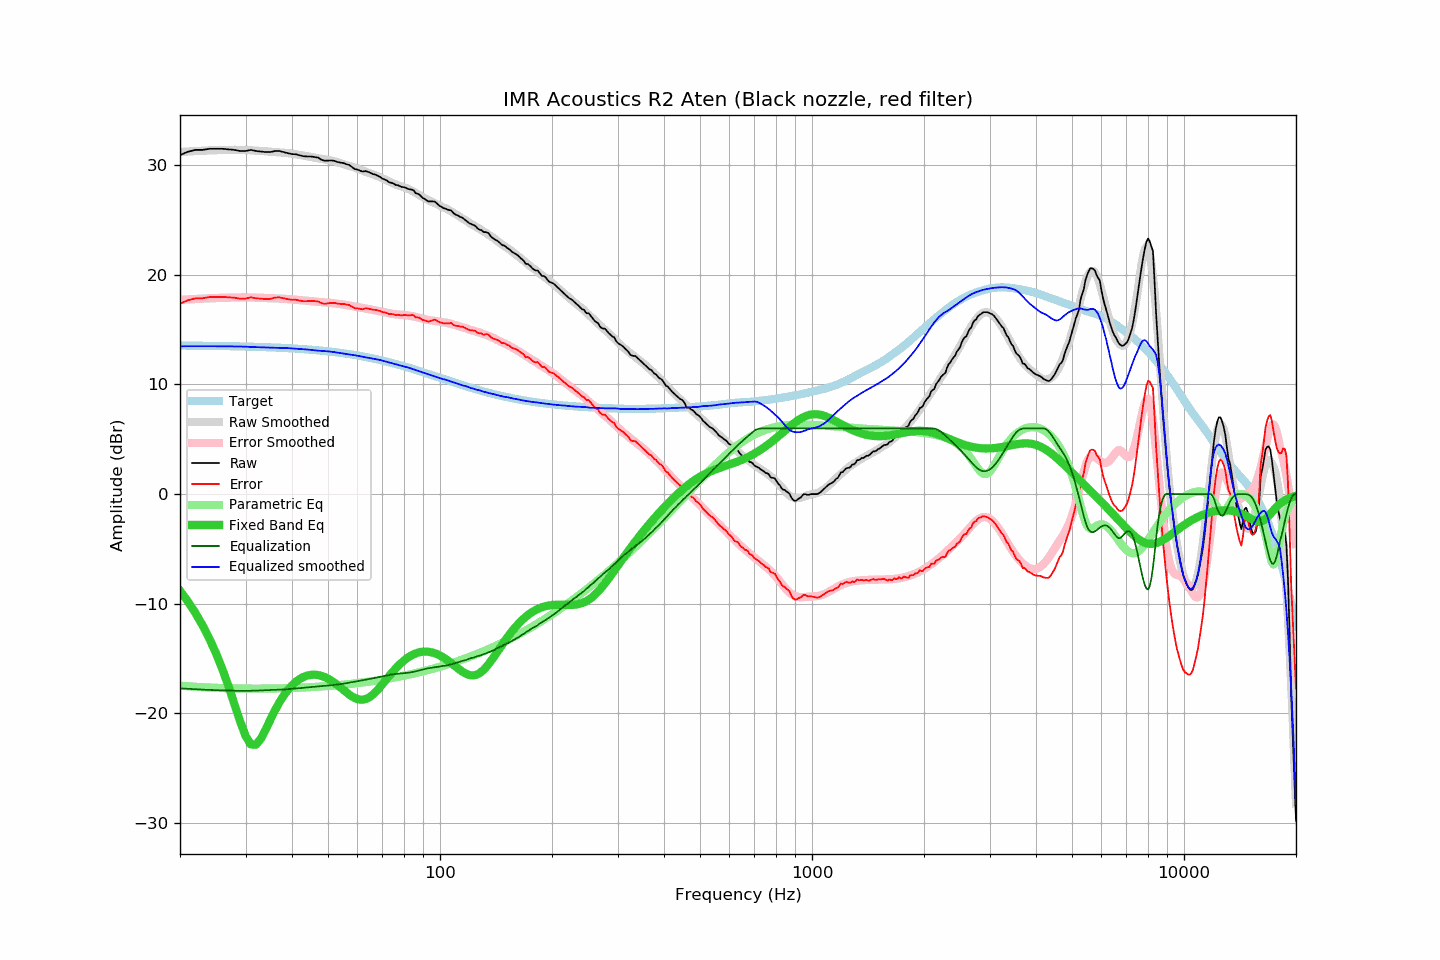 IMR Acoustics R2 Aten (Black nozzle, red filter)
Amplitude (dBr)
30
20
10
0
−10
−20
−30
Target
Raw Smoothed
Error Smoothed
Raw
Error
Parametric Eq
Fixed Band Eq
Equalization
Equalized smoothed
100
1000
10000
Frequency (Hz)